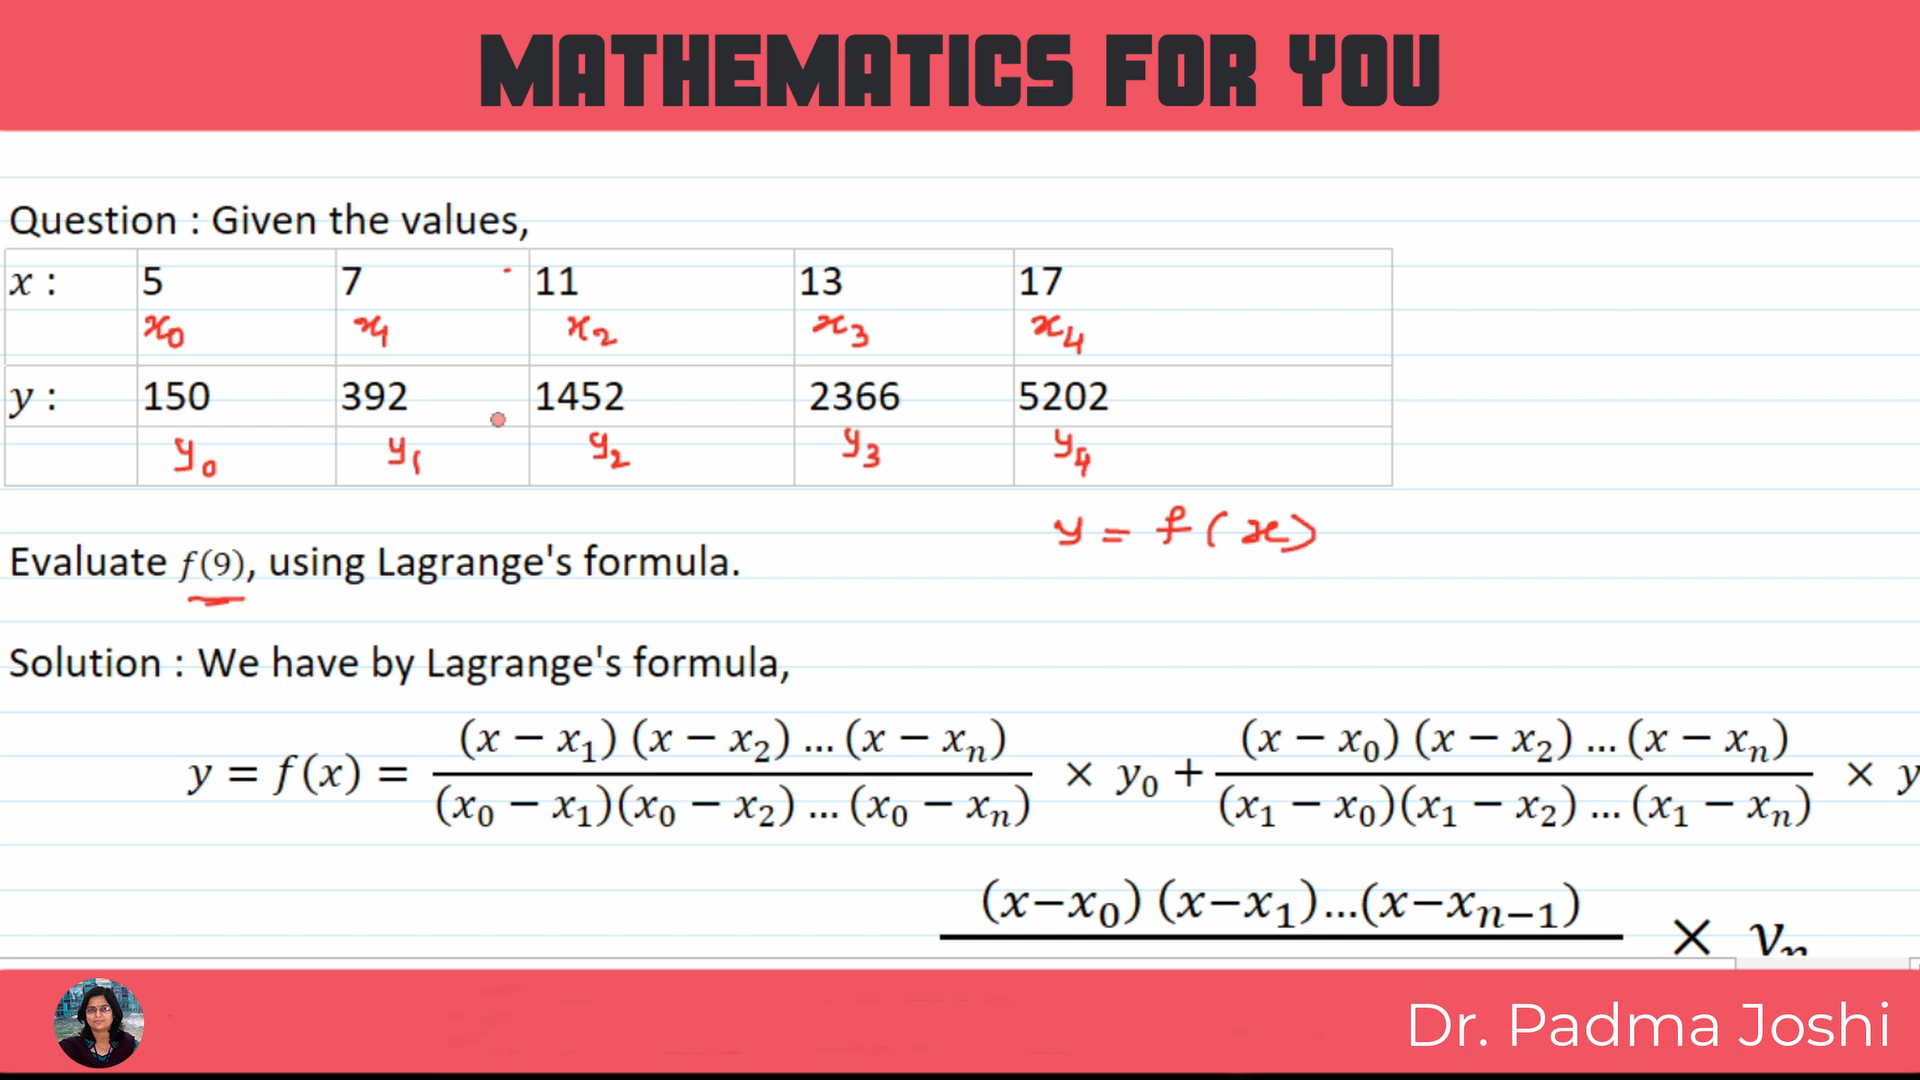 MATHEMATICS FOR YOU
Question : Given the values,
x : 5 7 11 13 17
x₀ x₁ x₂ x₃ x₄
y : 150 392 1452 2366 5202
y₀ y₁ y₂ y₃ y₄
y = f(x)
Evaluate f(9), using Lagrange's formula.
Solution : We have by Lagrange's formula,
y = f(x) = (x − x₁) (x − x₂) ... (x − xₙ) / (x₀ − x₁)(x₀ − x₂) ... (x₀ − xₙ) × y₀ + (x − x₀) (x − x₂) ... (x − xₙ) / (x₁ − x₀)(x₁ − x₂) ... (x₁ − xₙ) × y
(x−x₀) (x−x₁)...(x−xₙ₋₁) × yₙ
Dr. Padma Joshi